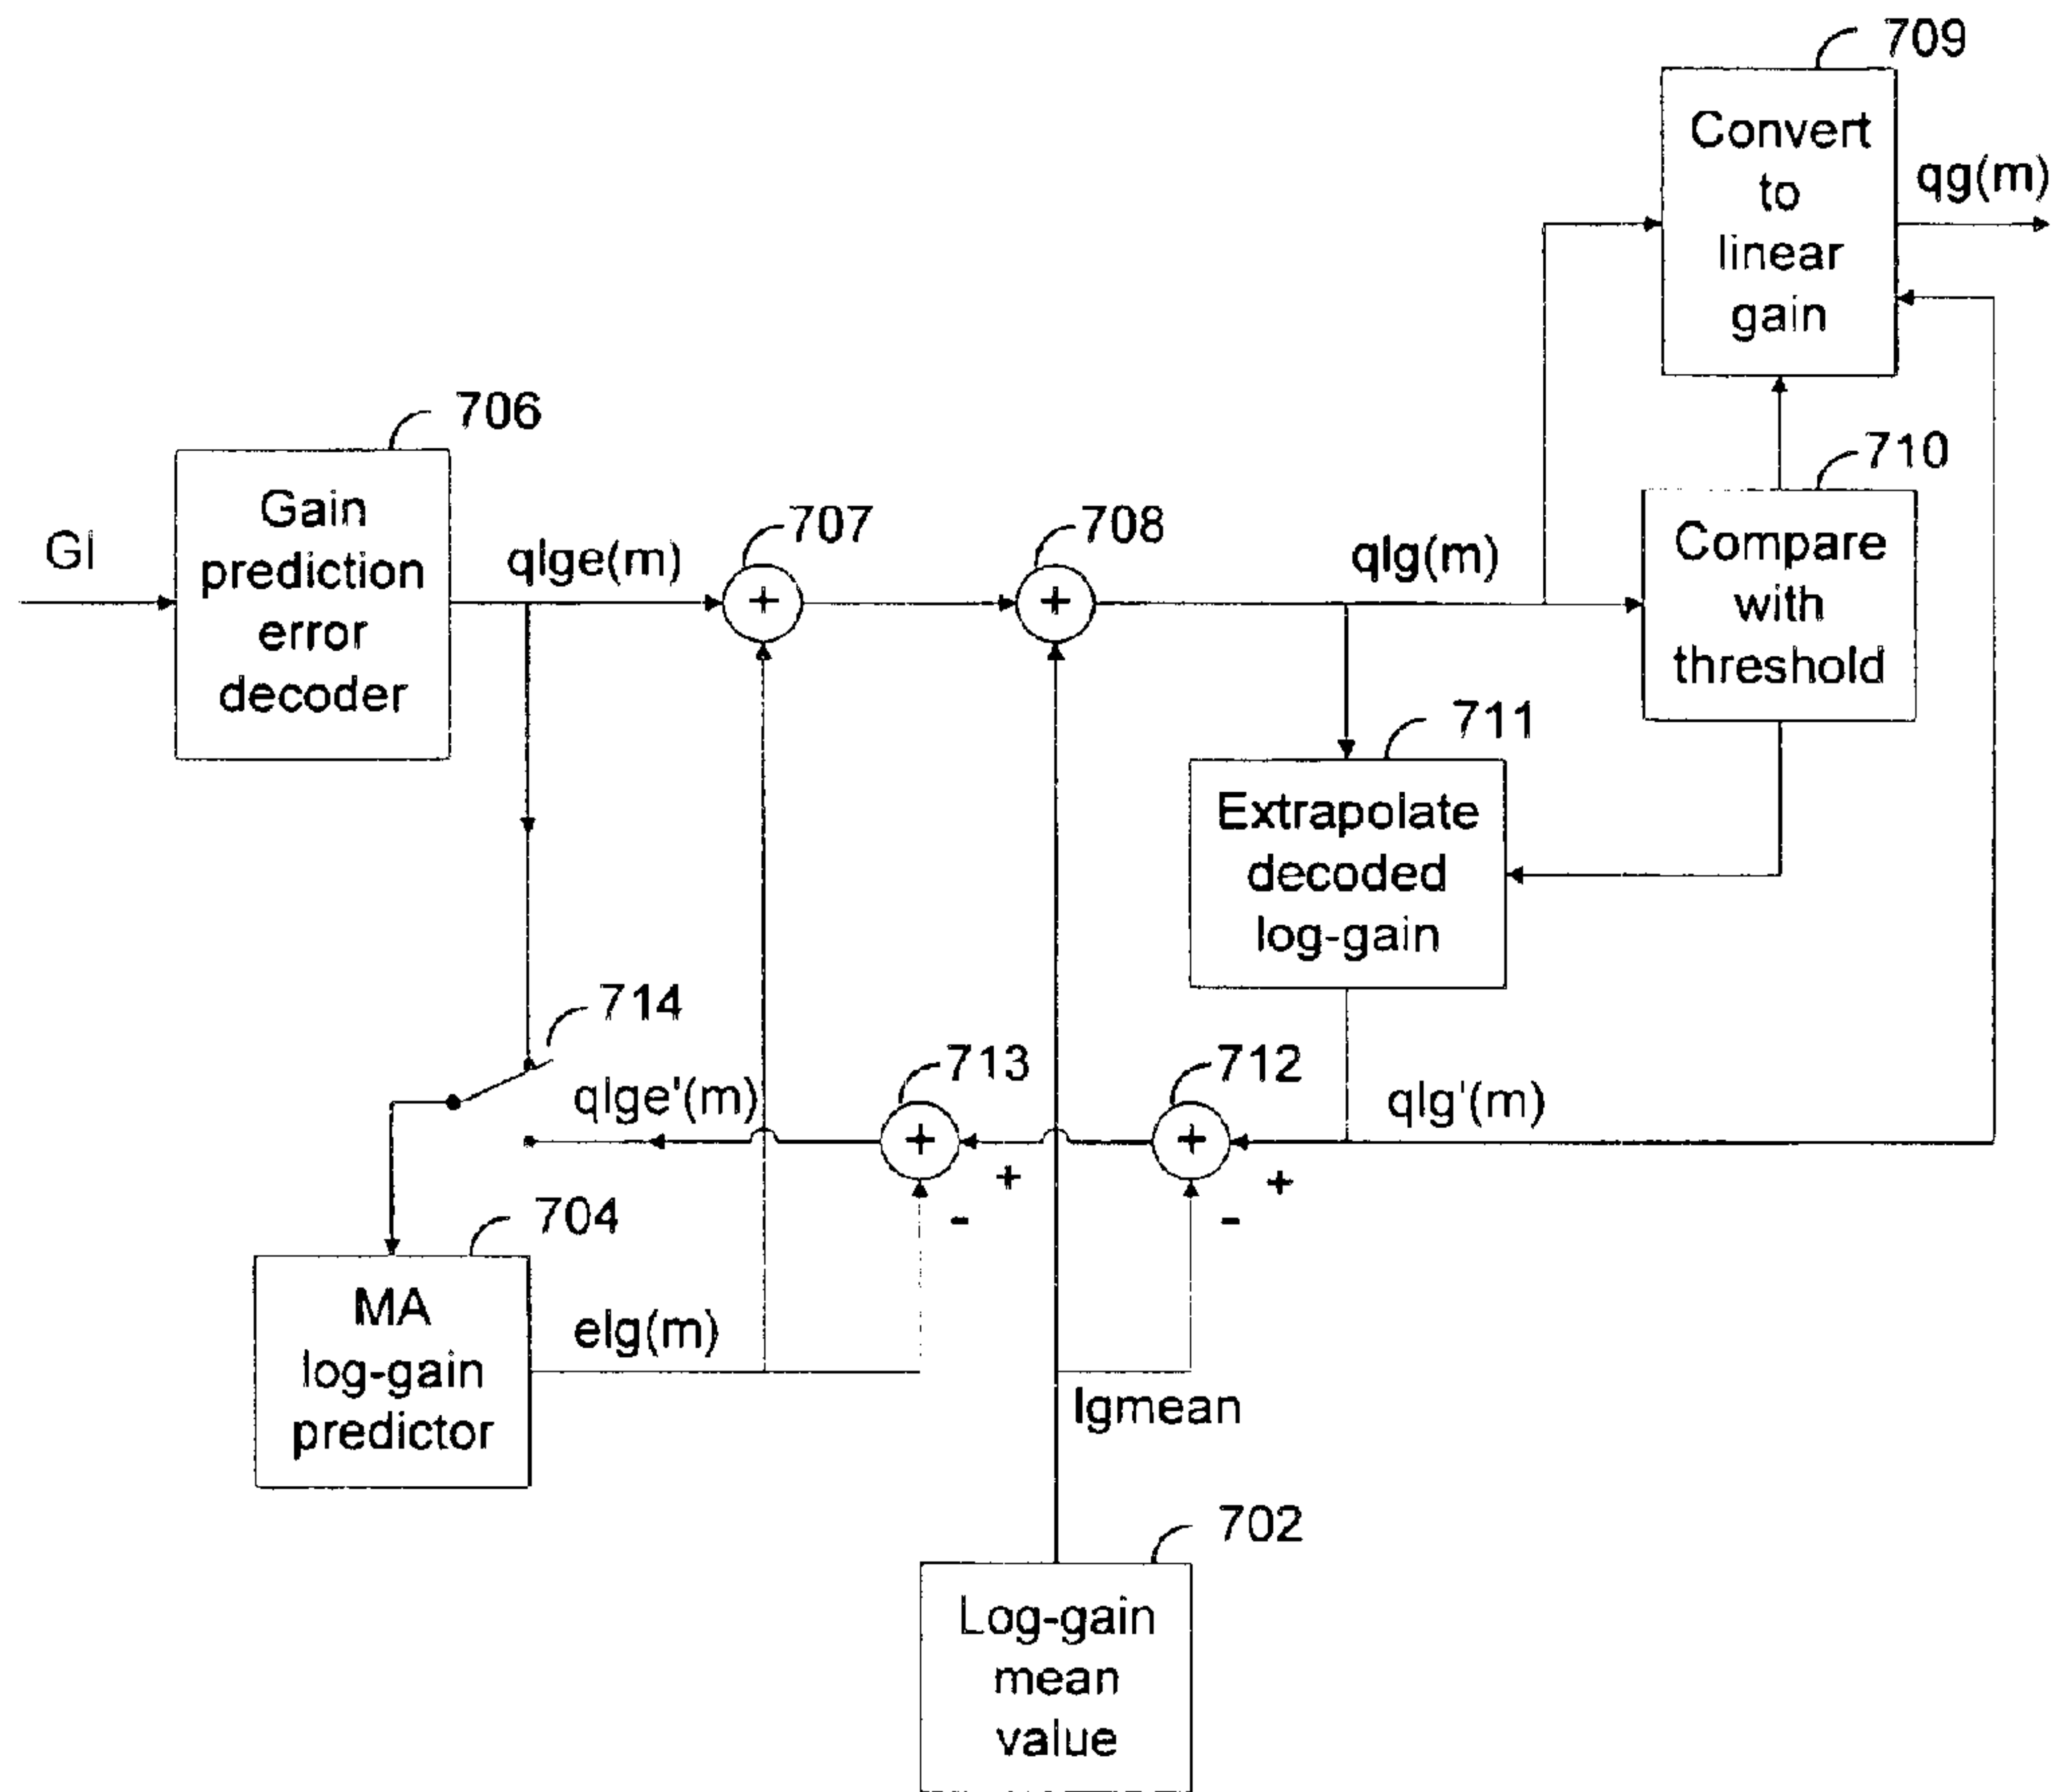 709
Convert
to
linear
gain
qg(m)
706
710
Gain
prediction
error
decoder
GI
qlge(m)
707
+
708
+
qlg(m)
Compare
with
threshold
711
Extrapolate
decoded
log-gain
714
qlge'(m)
713
+
+
-
712
+
+
-
qlg'(m)
704
MA
log-gain
predictor
elg(m)
lgmean
702
Log-gain
mean
value